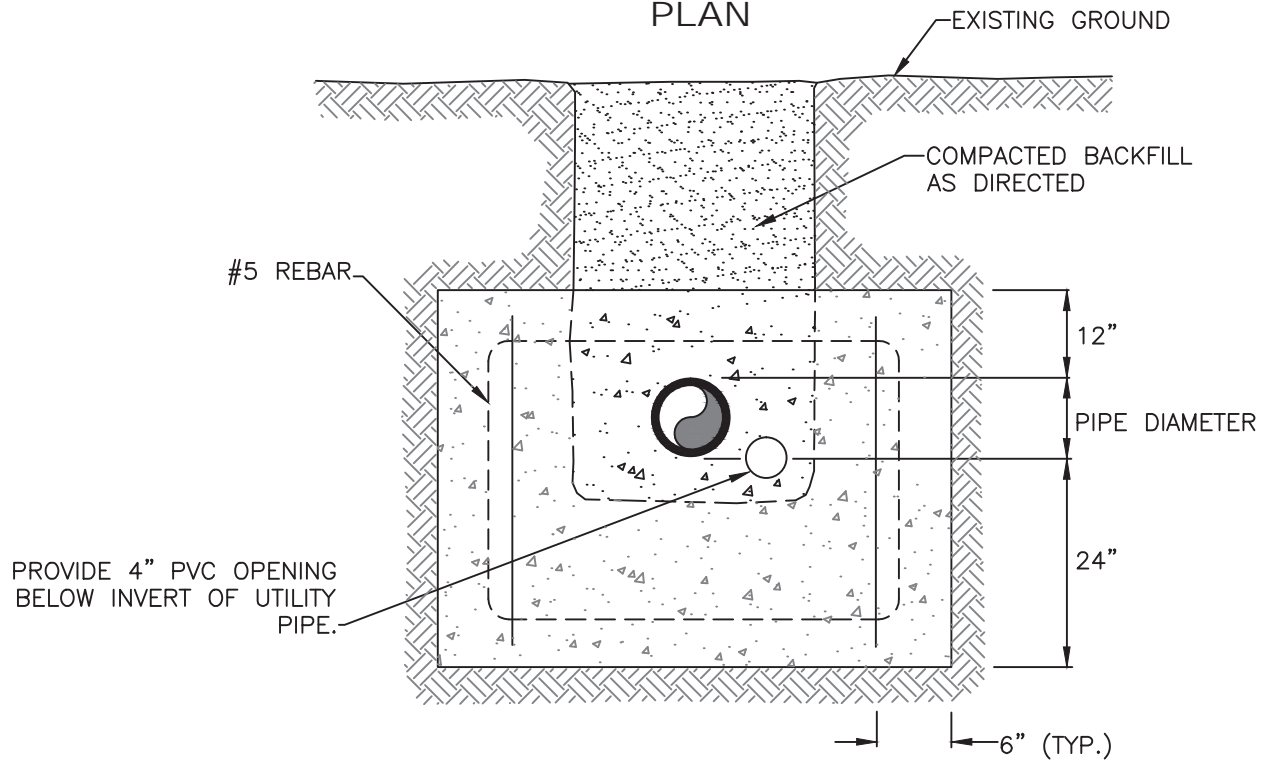 PLAN
EXISTING GROUND
COMPACTED BACKFILL
AS DIRECTED
#5 REBAR
12”
PIPE DIAMETER
24”
PROVIDE 4” PVC OPENING
BELOW INVERT OF UTILITY
PIPE.
6” (TYP.)